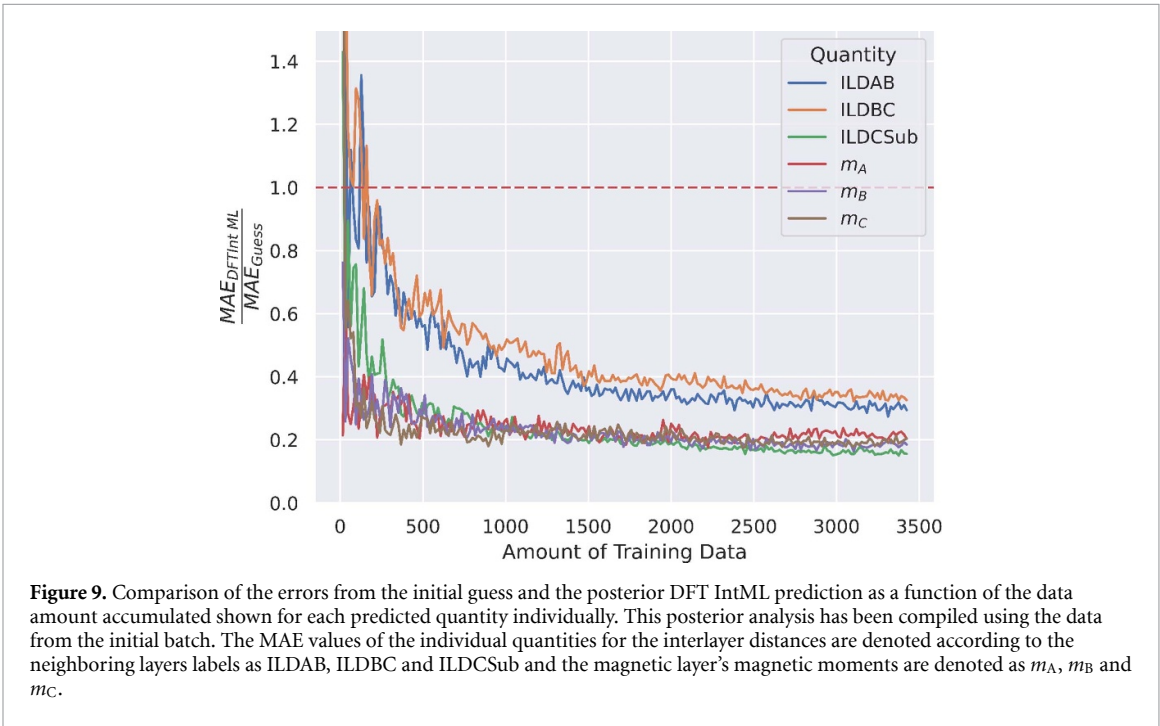 Quantity
ILDAB
ILDBC
ILDCSub
m_A
m_B
m_C
1.4
1.2
1.0
0.8
0.6
0.4
0.2
0.0
MAE_DFTInt ML
MAE_Guess
0 500 1000 1500 2000 2500 3000 3500
Amount of Training Data
Figure 9. Comparison of the errors from the initial guess and the posterior DFT IntML prediction as a function of the data
amount accumulated shown for each predicted quantity individually. This posterior analysis has been compiled using the data
from the initial batch. The MAE values of the individual quantities for the interlayer distances are denoted according to the
neighboring layers labels as ILDAB, ILDBC and ILDCSub and the magnetic layer's magnetic moments are denoted as m_A, m_B and
m_C.